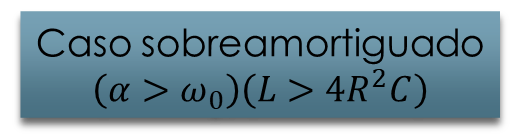 Caso sobreamortiguado
(α > ω₀)(L > 4R²C)